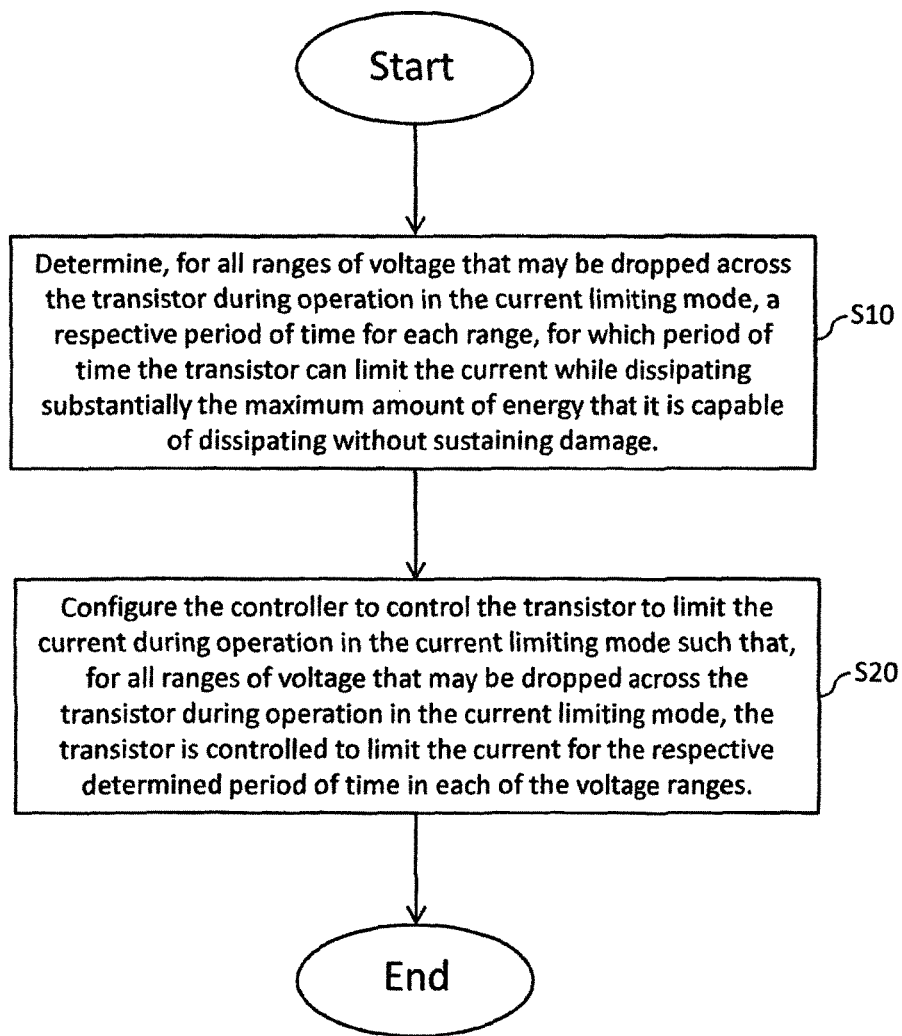 Start
Determine, for all ranges of voltage that may be dropped across
the transistor during operation in the current limiting mode, a
respective period of time for each range, for which period of
time the transistor can limit the current while dissipating
substantially the maximum amount of energy that it is capable
of dissipating without sustaining damage.
S10
Configure the controller to control the transistor to limit the
current during operation in the current limiting mode such that,
for all ranges of voltage that may be dropped across the
transistor during operation in the current limiting mode, the
transistor is controlled to limit the current for the respective
determined period of time in each of the voltage ranges.
S20
End